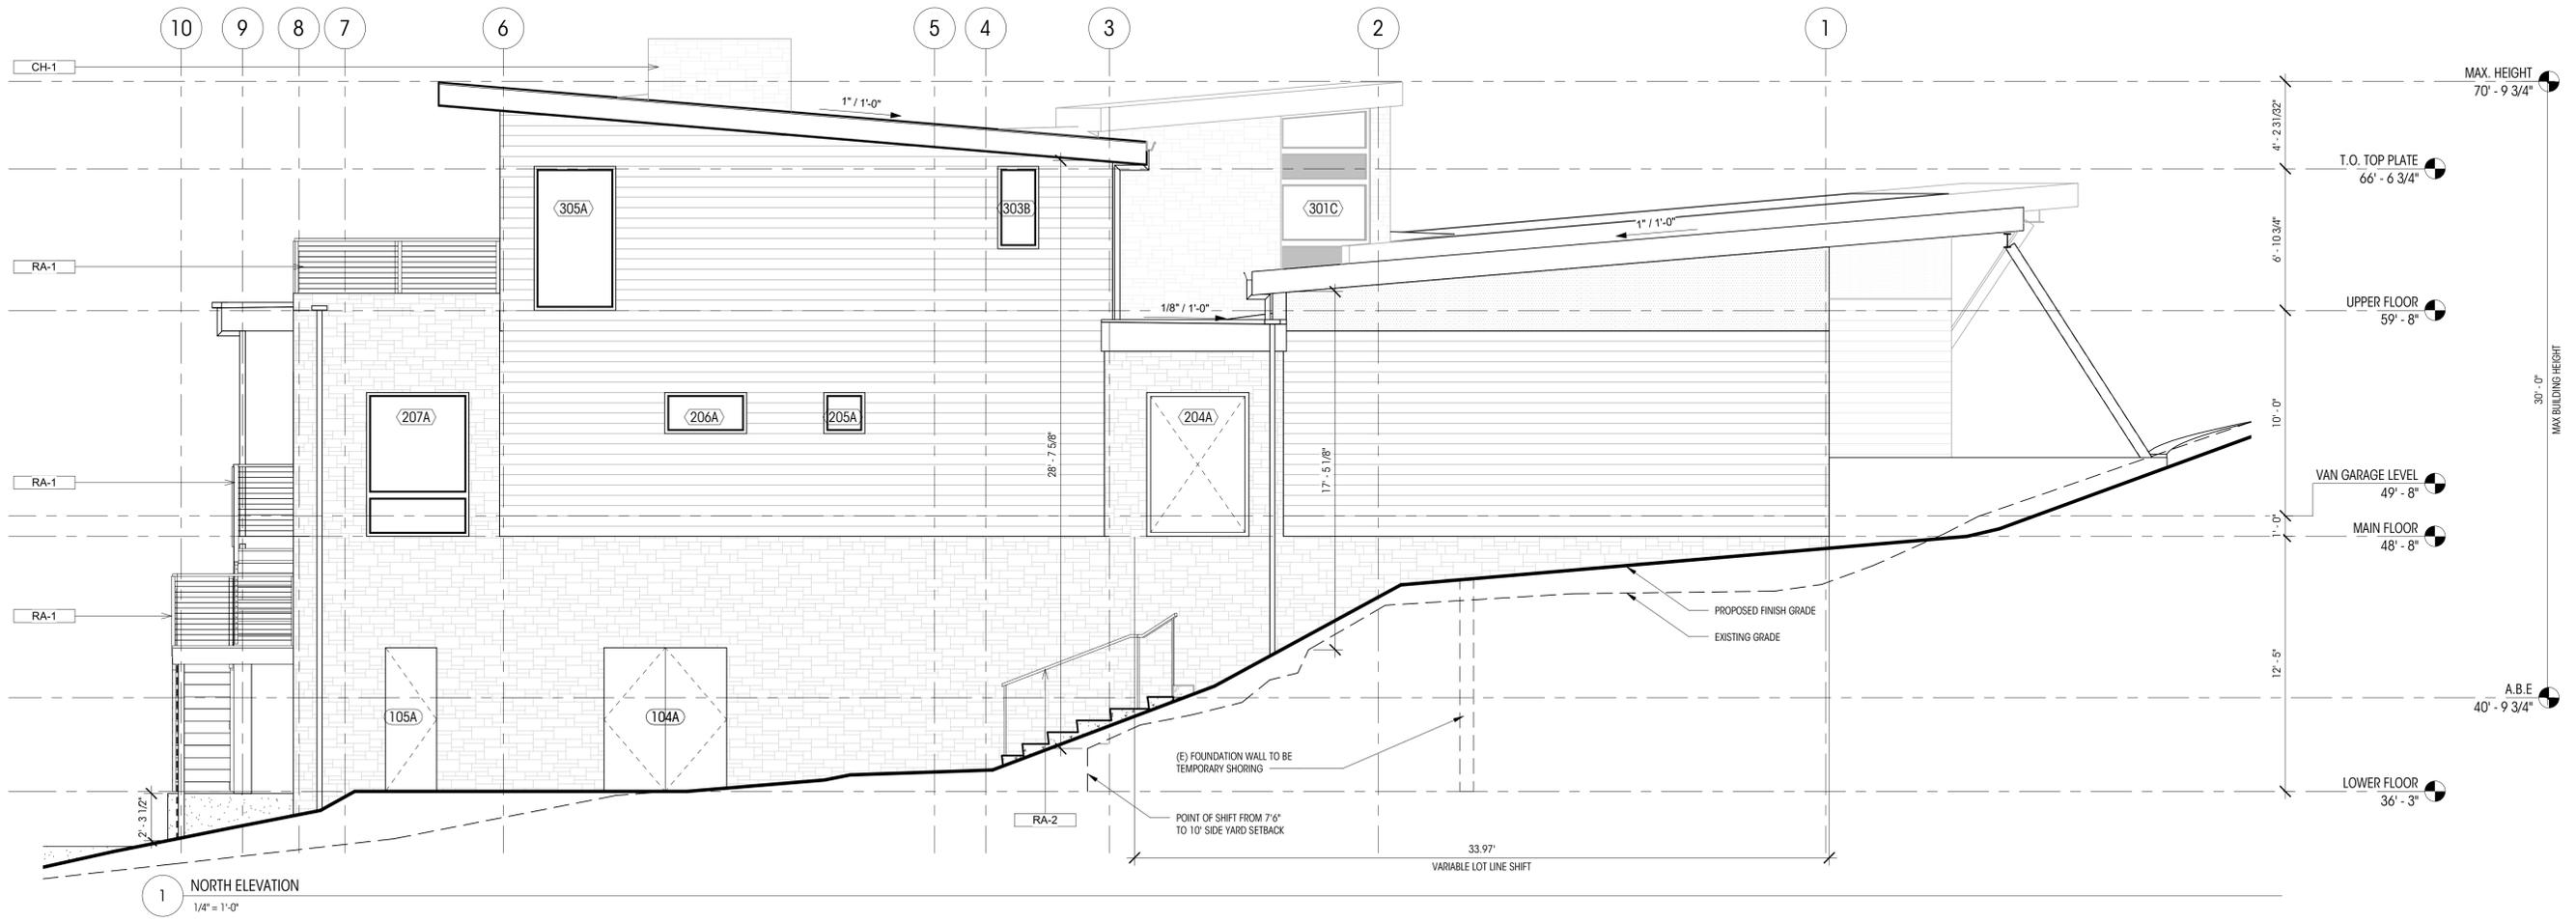 10
9
8
7
6
5
4
3
2
1
CH-1
MAX. HEIGHT
70' - 9 3/4"
1" / 1'-0"
4' - 2 31/32"
T.O. TOP PLATE
66' - 6 3/4"
305A
303B
301C
1" / 1'-0"
6' - 10 3/4"
RA-1
1/8" / 1'-0"
UPPER FLOOR
59' - 8"
30' - 0"
MAX BUILDING HEIGHT
207A
206A
205A
204A
10' - 0"
28' - 7 5/8"
17' - 5 1/8"
RA-1
VAN GARAGE LEVEL
49' - 8"
1' - 0"
MAIN FLOOR
48' - 8"
RA-1
PROPOSED FINISH GRADE
EXISTING GRADE
12' - 5"
A.B.E
40' - 9 3/4"
105A
104A
(E) FOUNDATION WALL TO BE
TEMPORARY SHORING
LOWER FLOOR
36' - 3"
2' - 3 1/2"
RA-2
POINT OF SHIFT FROM 7'6"
TO 10' SIDE YARD SETBACK
33.97'
VARIABLE LOT LINE SHIFT
1
NORTH ELEVATION
1/4" = 1'-0"